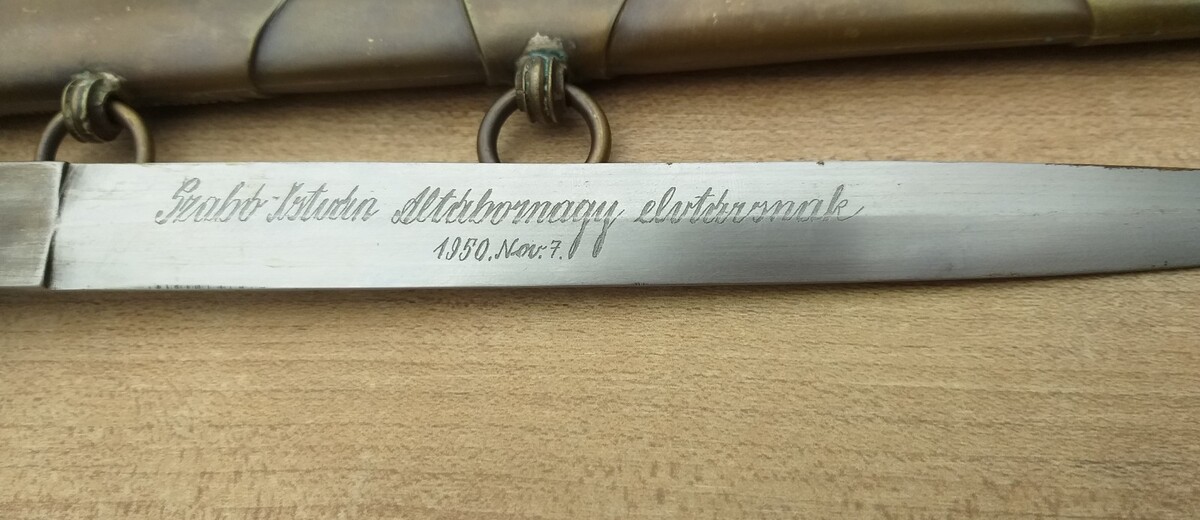 Szabó István Altábornagy elvtársnak
1950. Nov. 7.